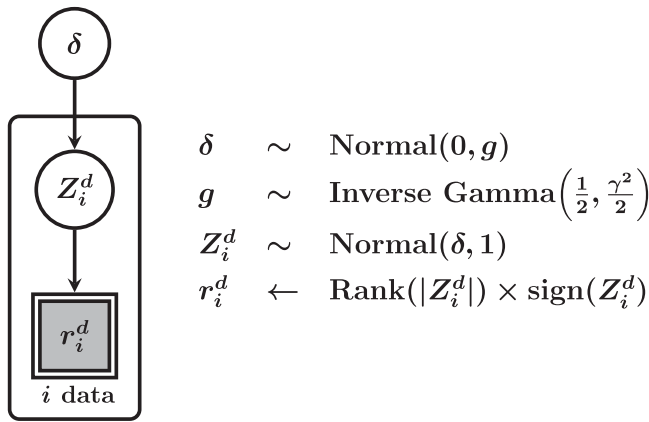 δ
Z_i^d
r_i^d
i data
δ ∼ Normal(0, g)
g ∼ Inverse Gamma(1/2, γ²/2)
Z_i^d ∼ Normal(δ, 1)
r_i^d ← Rank(|Z_i^d|) × sign(Z_i^d)